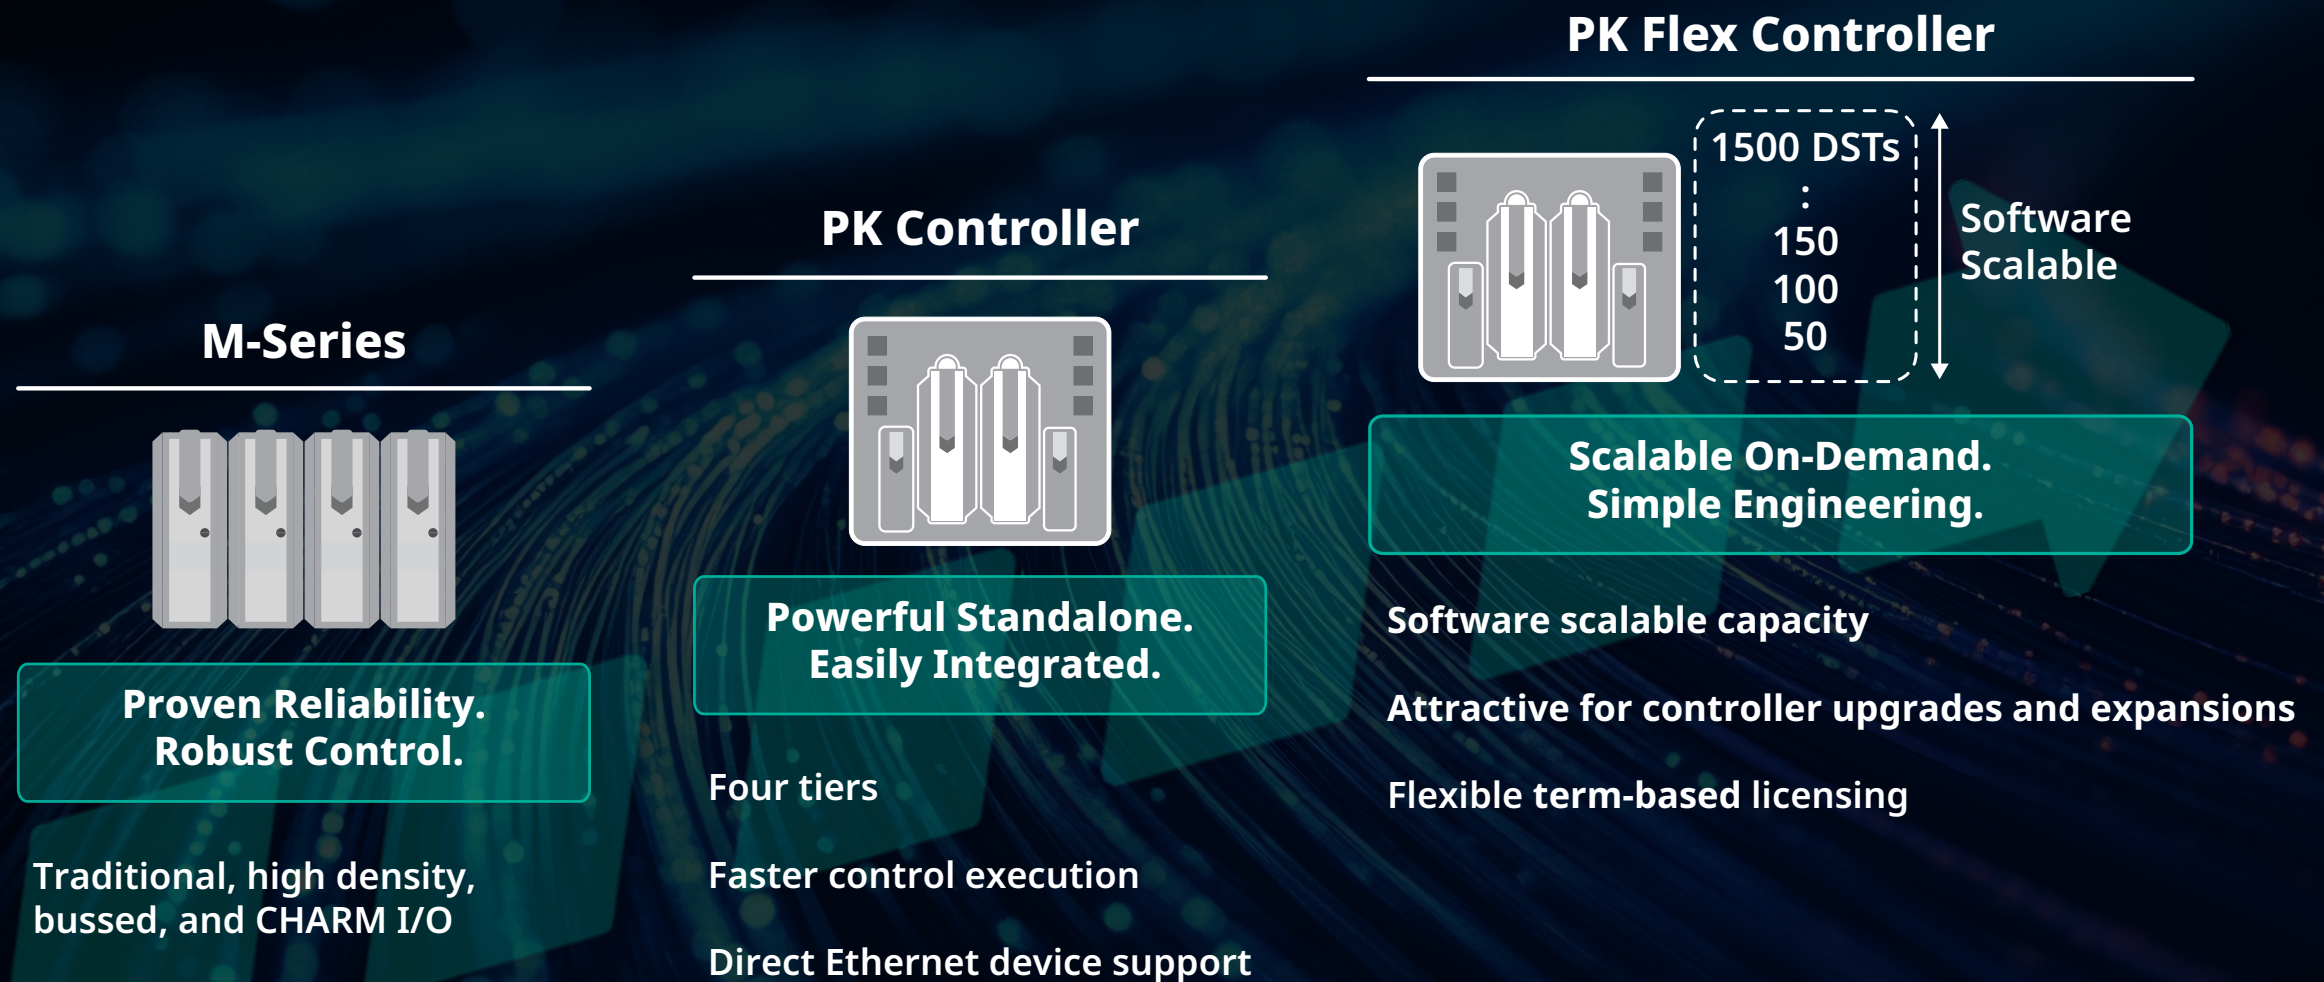 M-Series
Proven Reliability.
Robust Control.
Traditional, high density,
bussed, and CHARM I/O
PK Controller
Powerful Standalone.
Easily Integrated.
Four tiers
Faster control execution
Direct Ethernet device support
PK Flex Controller
1500 DSTs
:
150
100
50
Software
Scalable
Scalable On-Demand.
Simple Engineering.
Software scalable capacity
Attractive for controller upgrades and expansions
Flexible term-based licensing